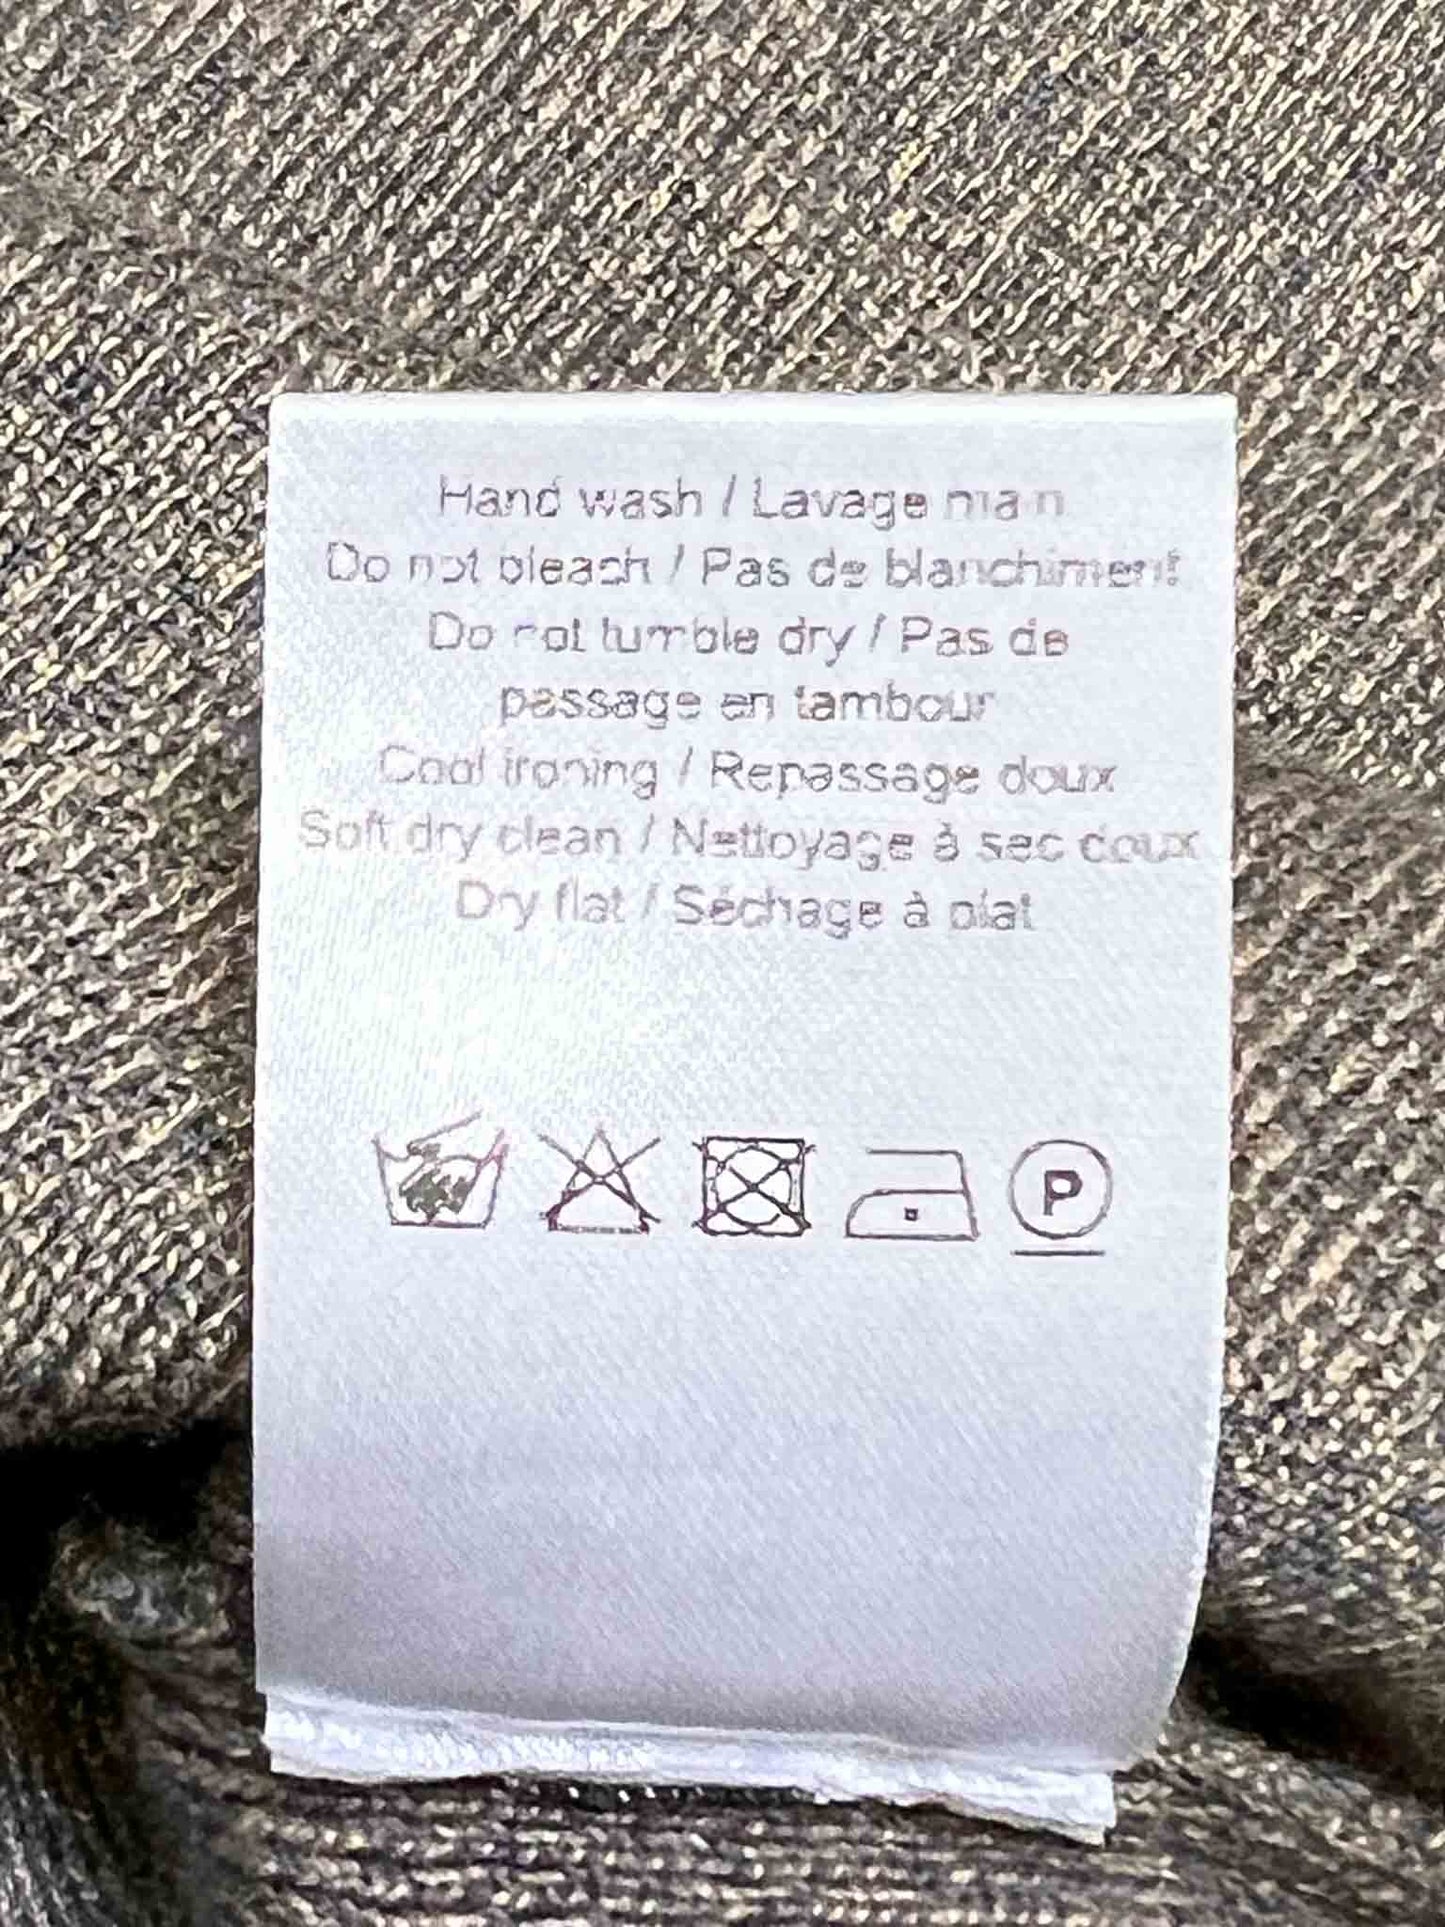 Hand wash / Lavage main
Do not bleach / Pas de blanchiment
Do not tumble dry / Pas de
passage en tambour
Cool ironing / Repassage doux
Soft dry clean / Nettoyage à sec doux
Dry flat / Séchage à plat
P